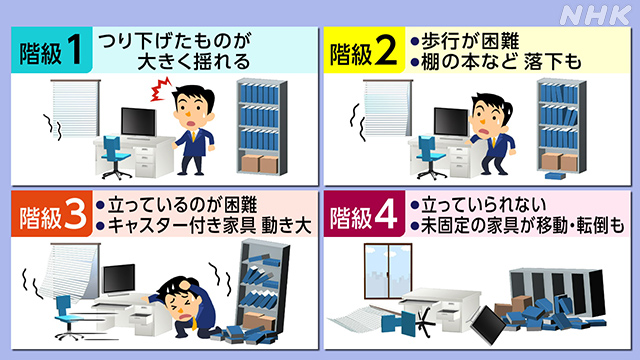 NHK
階級1
つり下げたものが
大きく揺れる
階級2
●歩行が困難
●棚の本など 落下も
階級3
●立っているのが困難
●キャスター付き家具 動き大
階級4
●立っていられない
●未固定の家具が移動・転倒も